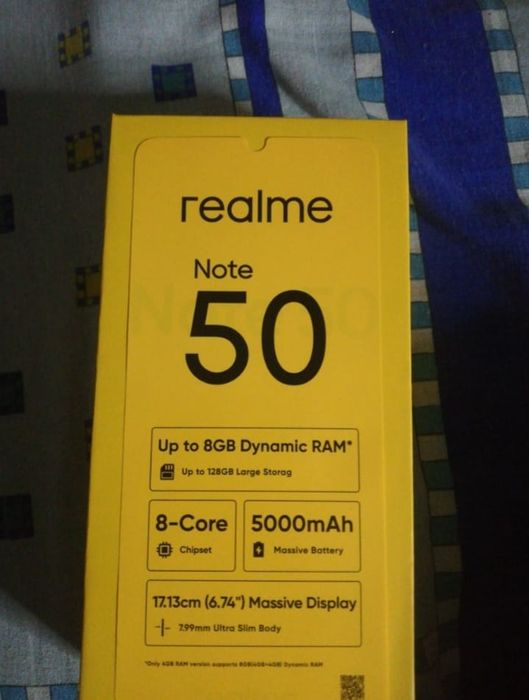 realme
Note
50
Up to 8GB Dynamic RAM*
Up to 128GB Large Storag
8-Core
Chipset
5000mAh
Massive Battery
17.13cm (6.74") Massive Display
7.99mm Ultra Slim Body
*Only 4GB RAM version supports 8GB(4GB+4GB) Dynamic RAM